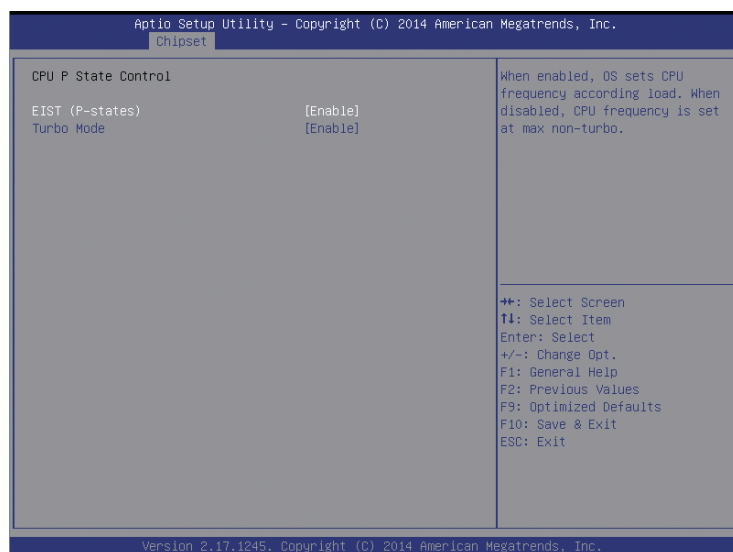 Aptio Setup Utility – Copyright (C) 2014 American Megatrends, Inc.
Chipset
CPU P State Control
EIST (P-states) [Enable]
Turbo Mode [Enable]
When enabled, OS sets CPU
frequency according load. When
disabled, CPU frequency is set
at max non-turbo.
→←: Select Screen
↑↓: Select Item
Enter: Select
+/-: Change Opt.
F1: General Help
F2: Previous Values
F9: Optimized Defaults
F10: Save & Exit
ESC: Exit
Version 2.17.1245. Copyright (C) 2014 American Megatrends, Inc.